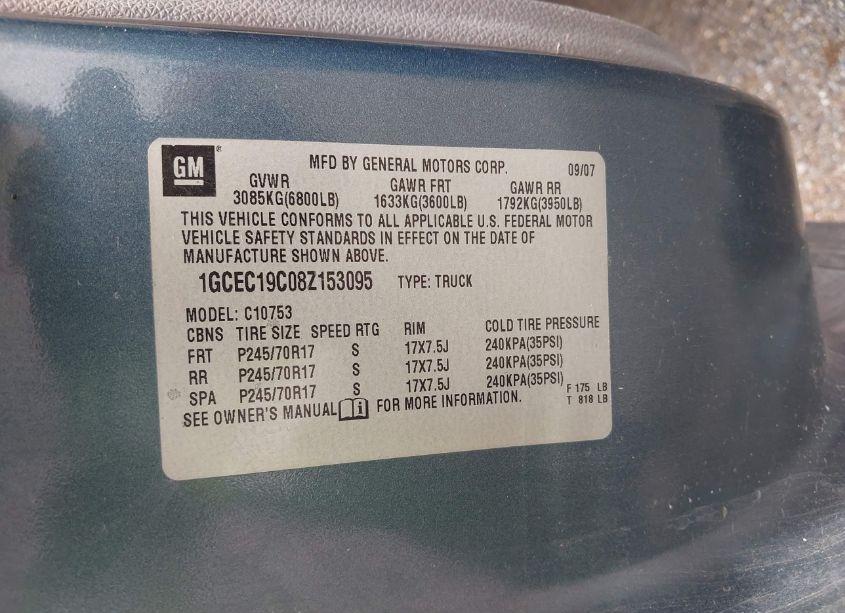 GM
MFD BY GENERAL MOTORS CORP. 09/07
GVWR GAWR FRT GAWR RR
3085KG(6800LB) 1633KG(3600LB) 1792KG(3950LB)
THIS VEHICLE CONFORMS TO ALL APPLICABLE U.S. FEDERAL MOTOR
VEHICLE SAFETY STANDARDS IN EFFECT ON THE DATE OF
MANUFACTURE SHOWN ABOVE.
1GCEC19C08Z153095 TYPE: TRUCK
MODEL: C10753
CBNS TIRE SIZE SPEED RTG RIM COLD TIRE PRESSURE
FRT P245/70R17 S 17X7.5J 240KPA(35PSI)
RR P245/70R17 S 17X7.5J 240KPA(35PSI)
SPA P245/70R17 S 17X7.5J 240KPA(35PSI)
F 175 LB
T 818 LB
SEE OWNER'S MANUAL FOR MORE INFORMATION.